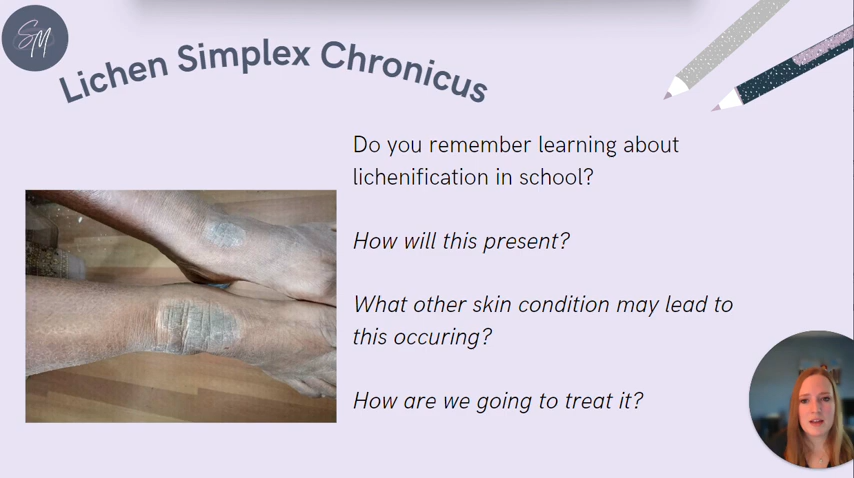 SM
Lichen Simplex Chronicus
Do you remember learning about
lichenification in school?
How will this present?
What other skin condition may lead to
this occuring?
How are we going to treat it?